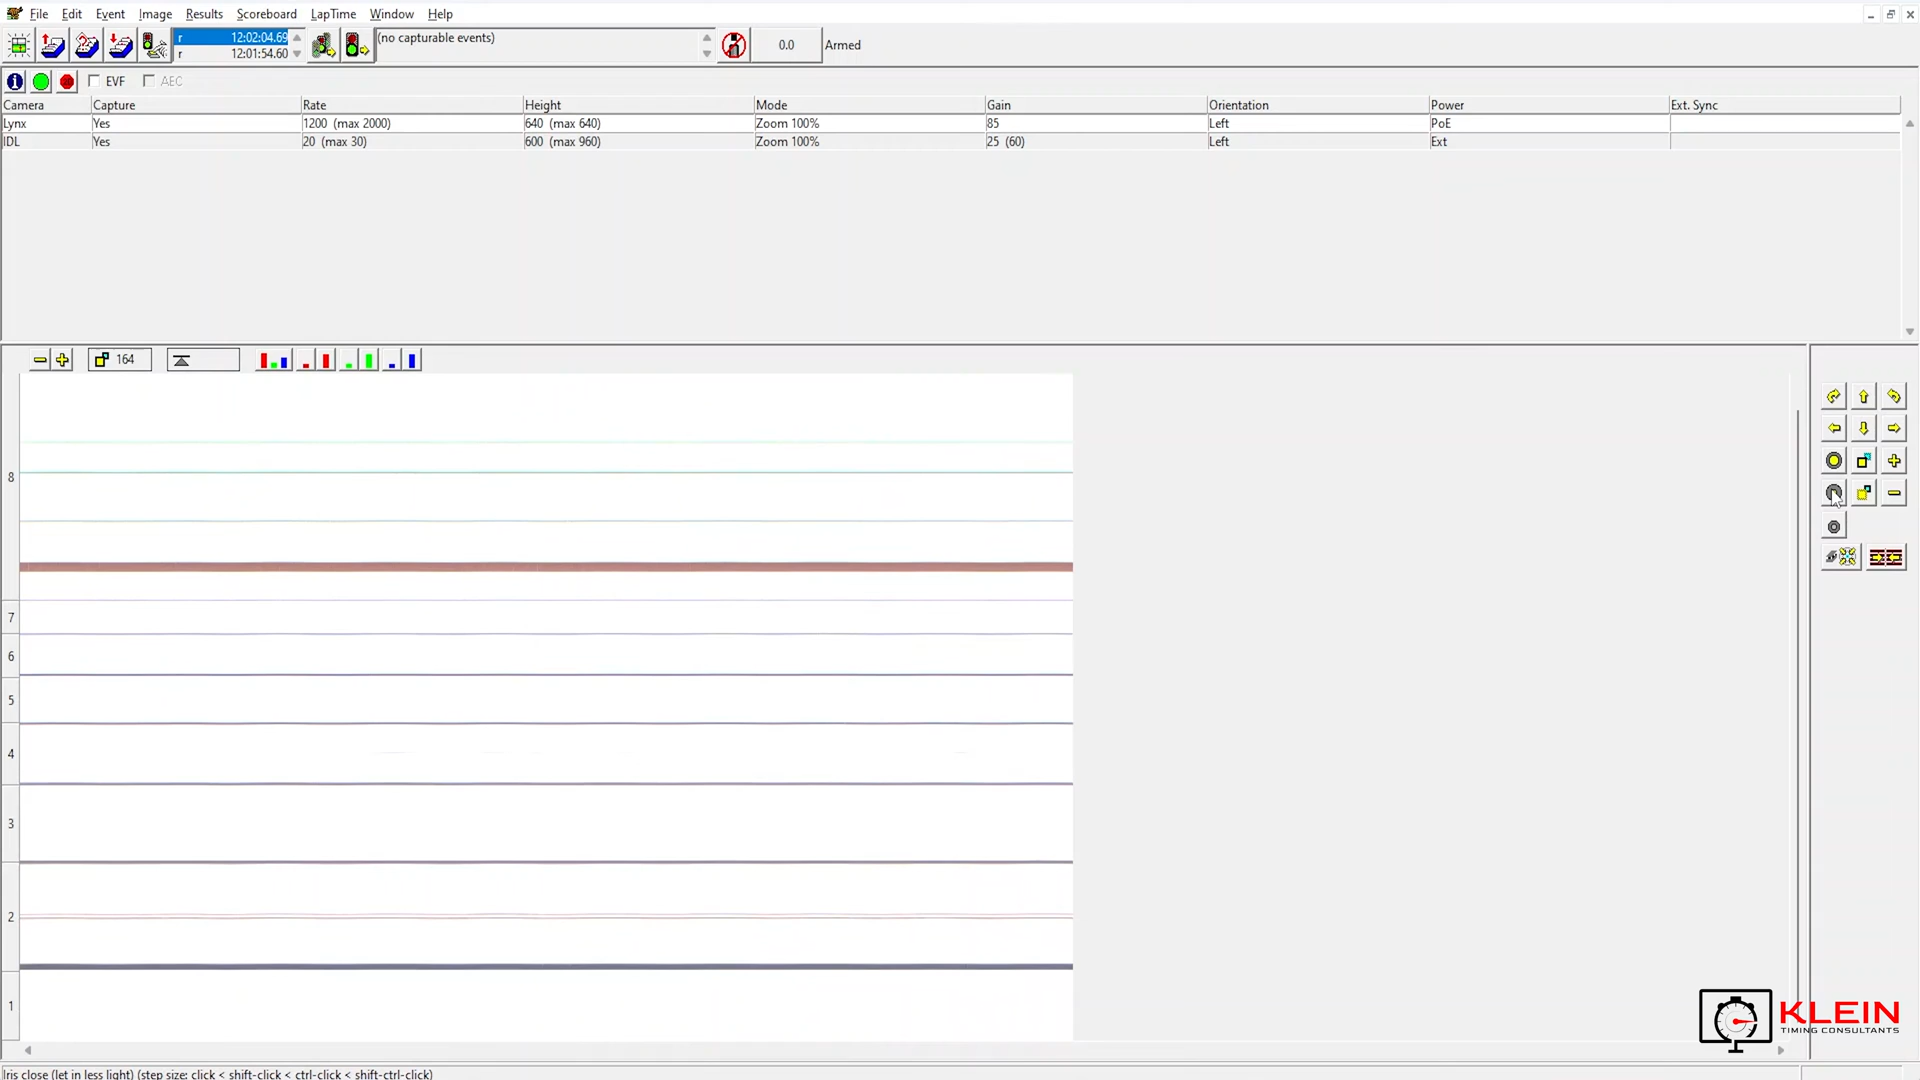 File Edit Event Image Results Scoreboard LapTime Window Help
r 12:02:04.69
r 12:01:54.60
(no capturable events)
0.0
Armed
EVF
AEC
Camera Capture Rate Height Mode Gain Orientation Power Ext. Sync
Lynx Yes 1200 (max 2000) 640 (max 640) Zoom 100% 85 Left PoE
IDL Yes 20 (max 30) 600 (max 960) Zoom 100% 25 (60) Left Ext
164
8
7
6
5
4
3
2
1
KLEIN
TIMING CONSULTANTS
Iris close (let in less light) (step size: click < shift-click < ctrl-click < shift-ctrl-click)